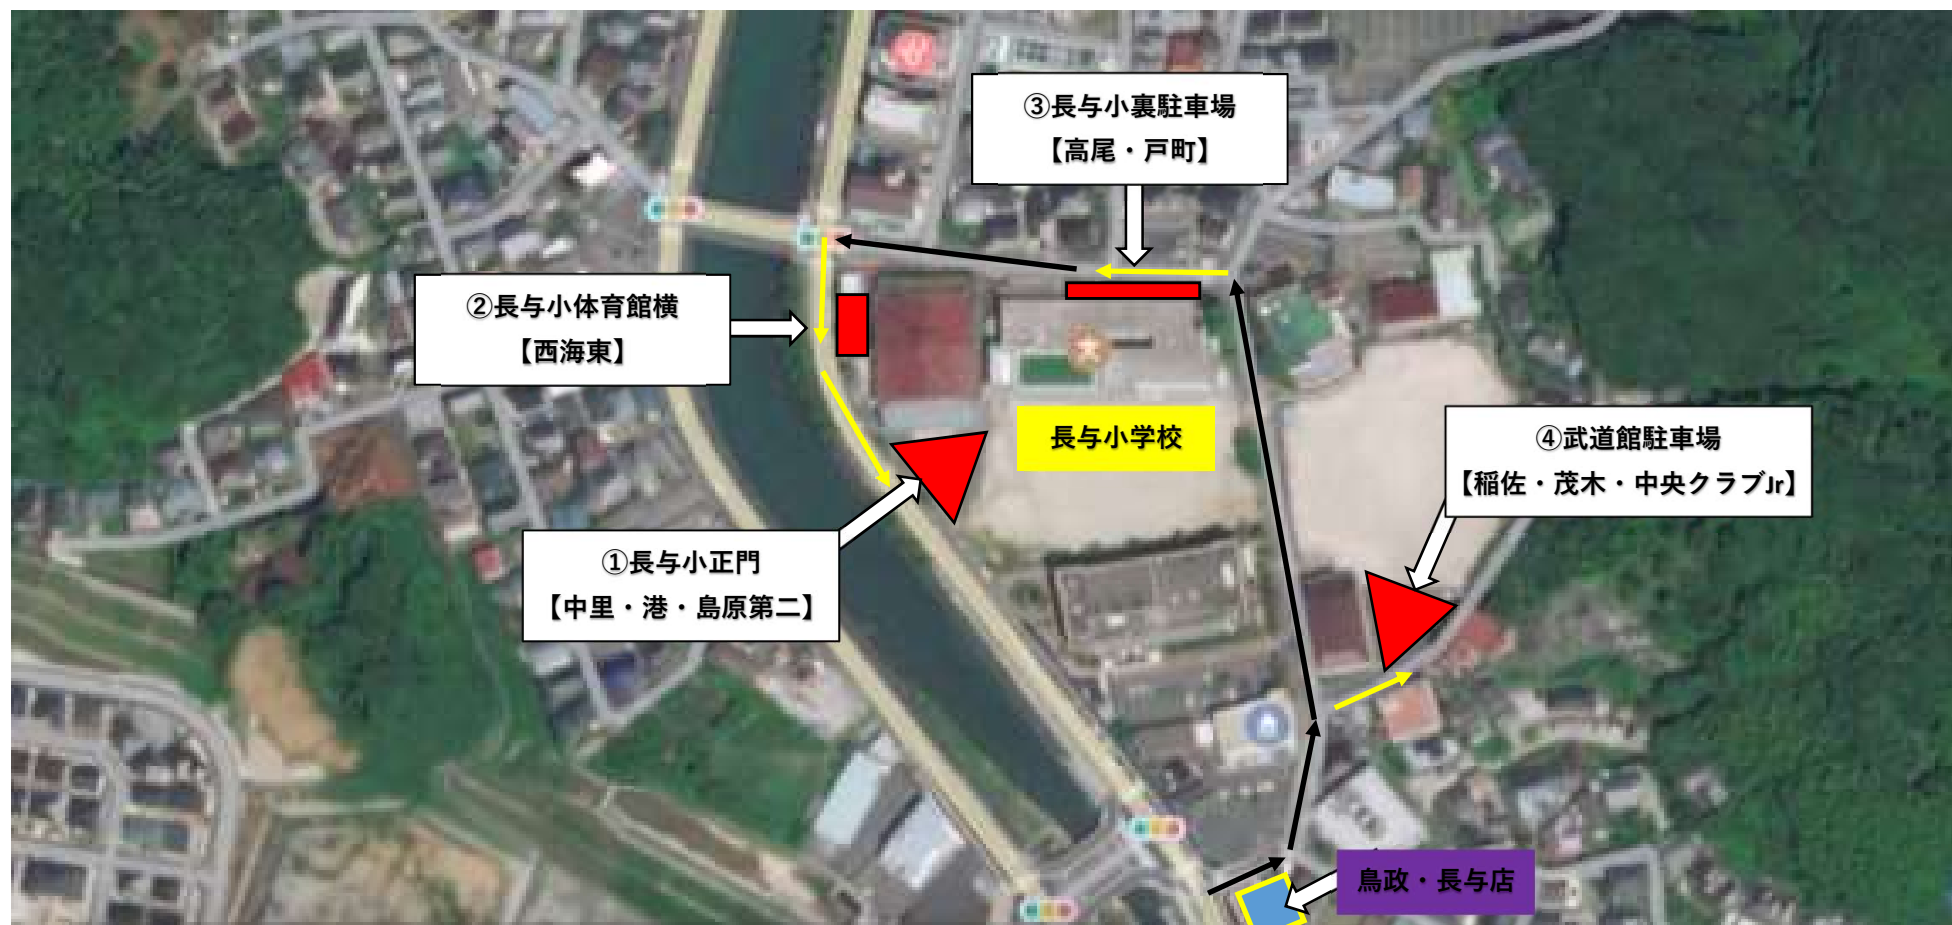 ③長与小裏駐車場
【高尾・戸町】
②長与小体育館横
【西海東】
長与小学校
④武道館駐車場
【稲佐・茂木・中央クラブJr】
①長与小正門
【中里・港・島原第二】
鳥政・長与店